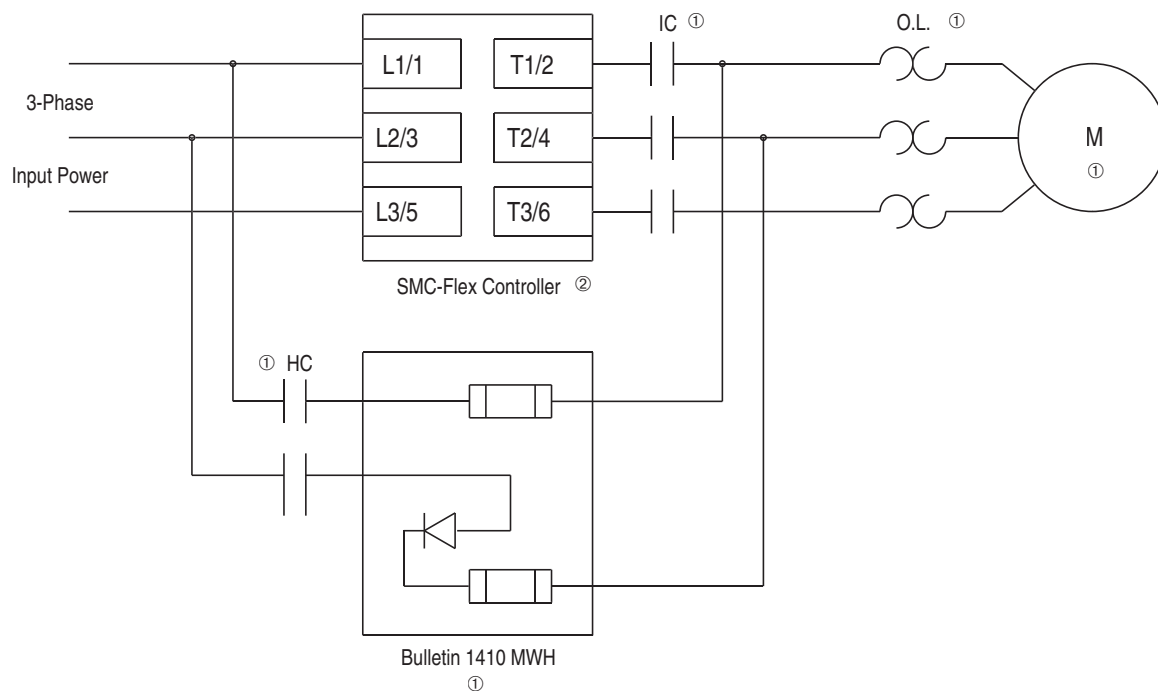 IC ①
O.L. ①
L1/1
T1/2
3-Phase
L2/3
T2/4
M
①
Input Power
L3/5
T3/6
SMC-Flex Controller ②
① HC
Bulletin 1410 MWH
①